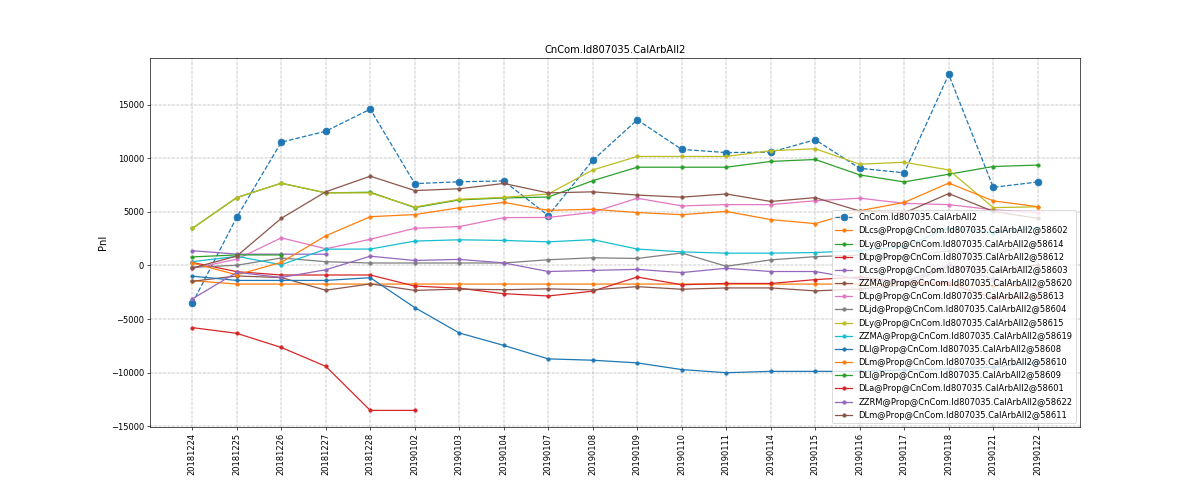 CnCom.Id807035.CalArbAll2
Pnl
15000
10000
5000
0
−5000
−10000
−15000
CnCom.Id807035.CalArbAll2
DLcs@Prop@CnCom.Id807035.CalArbAll2@58602
DLy@Prop@CnCom.Id807035.CalArbAll2@58614
DLp@Prop@CnCom.Id807035.CalArbAll2@58612
DLcs@Prop@CnCom.Id807035.CalArbAll2@58603
ZZMA@Prop@CnCom.Id807035.CalArbAll2@58620
DLp@Prop@CnCom.Id807035.CalArbAll2@58613
DLjd@Prop@CnCom.Id807035.CalArbAll2@58604
DLy@Prop@CnCom.Id807035.CalArbAll2@58615
ZZMA@Prop@CnCom.Id807035.CalArbAll2@58619
DLl@Prop@CnCom.Id807035.CalArbAll2@58608
DLm@Prop@CnCom.Id807035.CalArbAll2@58610
DLl@Prop@CnCom.Id807035.CalArbAll2@58609
DLa@Prop@CnCom.Id807035.CalArbAll2@58601
ZZRM@Prop@CnCom.Id807035.CalArbAll2@58622
DLm@Prop@CnCom.Id807035.CalArbAll2@58611
20181224
20181225
20181226
20181227
20181228
20190102
20190103
20190104
20190107
20190108
20190109
20190110
20190111
20190114
20190115
20190116
20190117
20190118
20190121
20190122